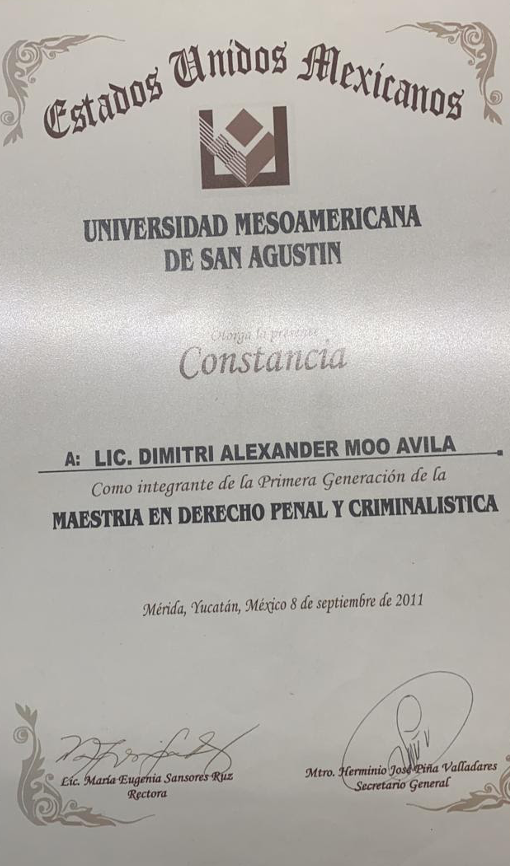 Estados Unidos Mexicanos
UNIVERSIDAD MESOAMERICANA
DE SAN AGUSTIN
Otorga la presente
Constancia
A: LIC. DIMITRI ALEXANDER MOO AVILA
Como integrante de la Primera Generación de la
MAESTRIA EN DERECHO PENAL Y CRIMINALISTICA
Mérida, Yucatán, México 8 de septiembre de 2011
Lic. María Eugenia Sansores Ruz
Rectora
Mtro. Herminio José Piña Valladares
Secretario General